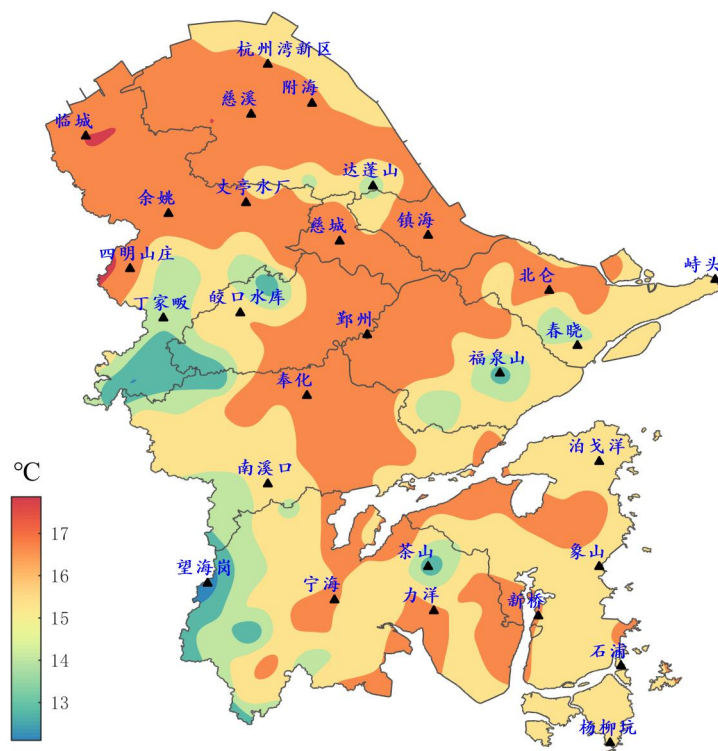 杭州湾新区
附海
慈溪
临城
达蓬山
丈亭水厂
余姚
慈城
镇海
四明山庄
峙头
北仑
丁家畈
皎口水库
鄞州
春晓
福泉山
奉化
泊戈洋
℃
南溪口
17
茶山
象山
望海岗
16
宁海
力洋
新桥
15
14
石浦
13
杨柳坑